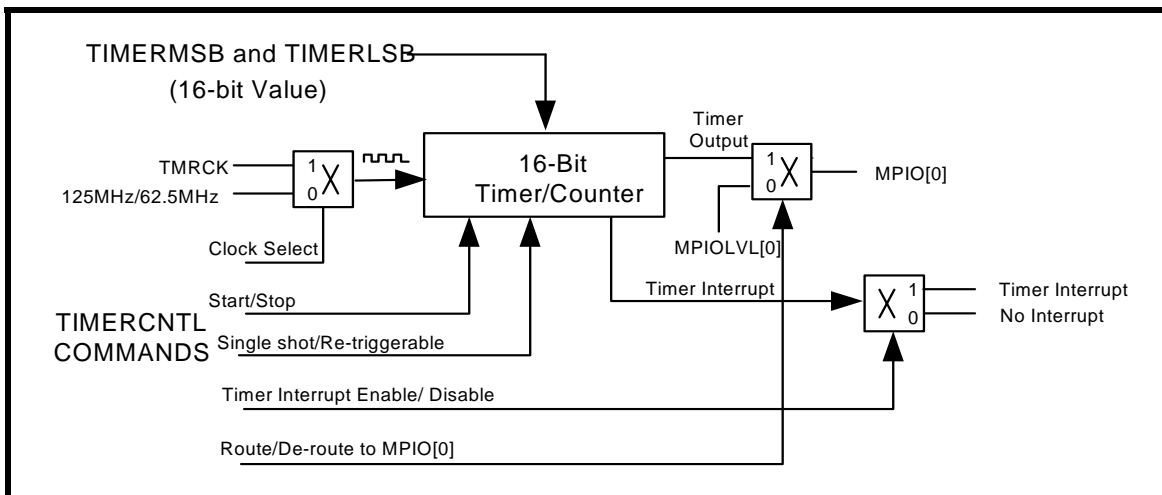 TIMERMSB and TIMERLSB
(16-bit Value)
Timer
Output
TMRCK
1
0
X
125MHz/62.5MHz
16-Bit
Timer/Counter
1
0
X
MPIO[0]
Clock Select
MPIOLVL[0]
Start/Stop
Timer Interrupt
X
1
0
Timer Interrupt
No Interrupt
TIMERCNTL
COMMANDS
Single shot/Re-triggerable
Timer Interrupt Enable/ Disable
Route/De-route to MPIO[0]